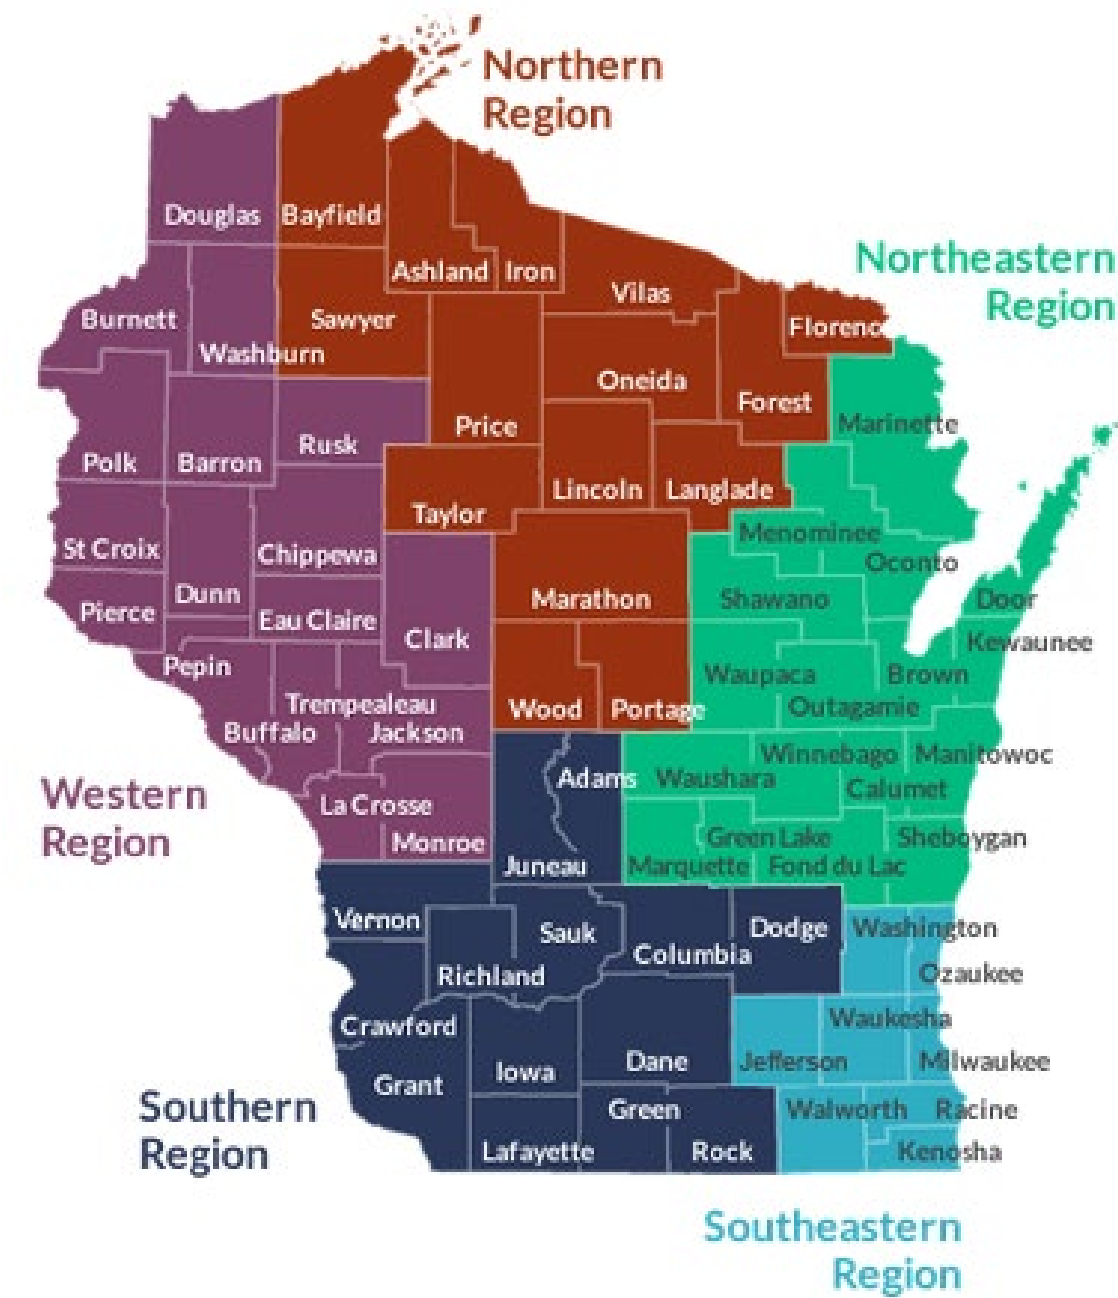 Northern
Region
Douglas
Bayfield
Ashland
Iron
Northeastern
Region
Vilas
Burnett
Sawyer
Florenc
Washburn
Oneida
Forest
Price
Marinette
Rusk
Polk
Barron
Lincoln
Langlade
Taylor
Menominee
St Croix
Chippewa
Oconto
Dunn
Marathon
Shawano
Door
Pierce
Eau Claire
Clark
Kewaunee
Pepin
Waupaca
Brown
Trempealeau
Wood
Portage
Outagamie
Buffalo
Jackson
Winnebago
Manitowoc
Adams
Waushara
Calumet
Western
Region
La Crosse
Monroe
Green Lake
Sheboygan
Juneau
Marquette
Fond du Lac
Vernon
Sauk
Dodge
Washington
Columbia
Richland
Ozaukee
Crawford
Waukesha
Grant
Iowa
Dane
Jefferson
Milwaukee
Southern
Region
Green
Walworth
Racine
Lafayette
Rock
Kenosha
Southeastern
Region